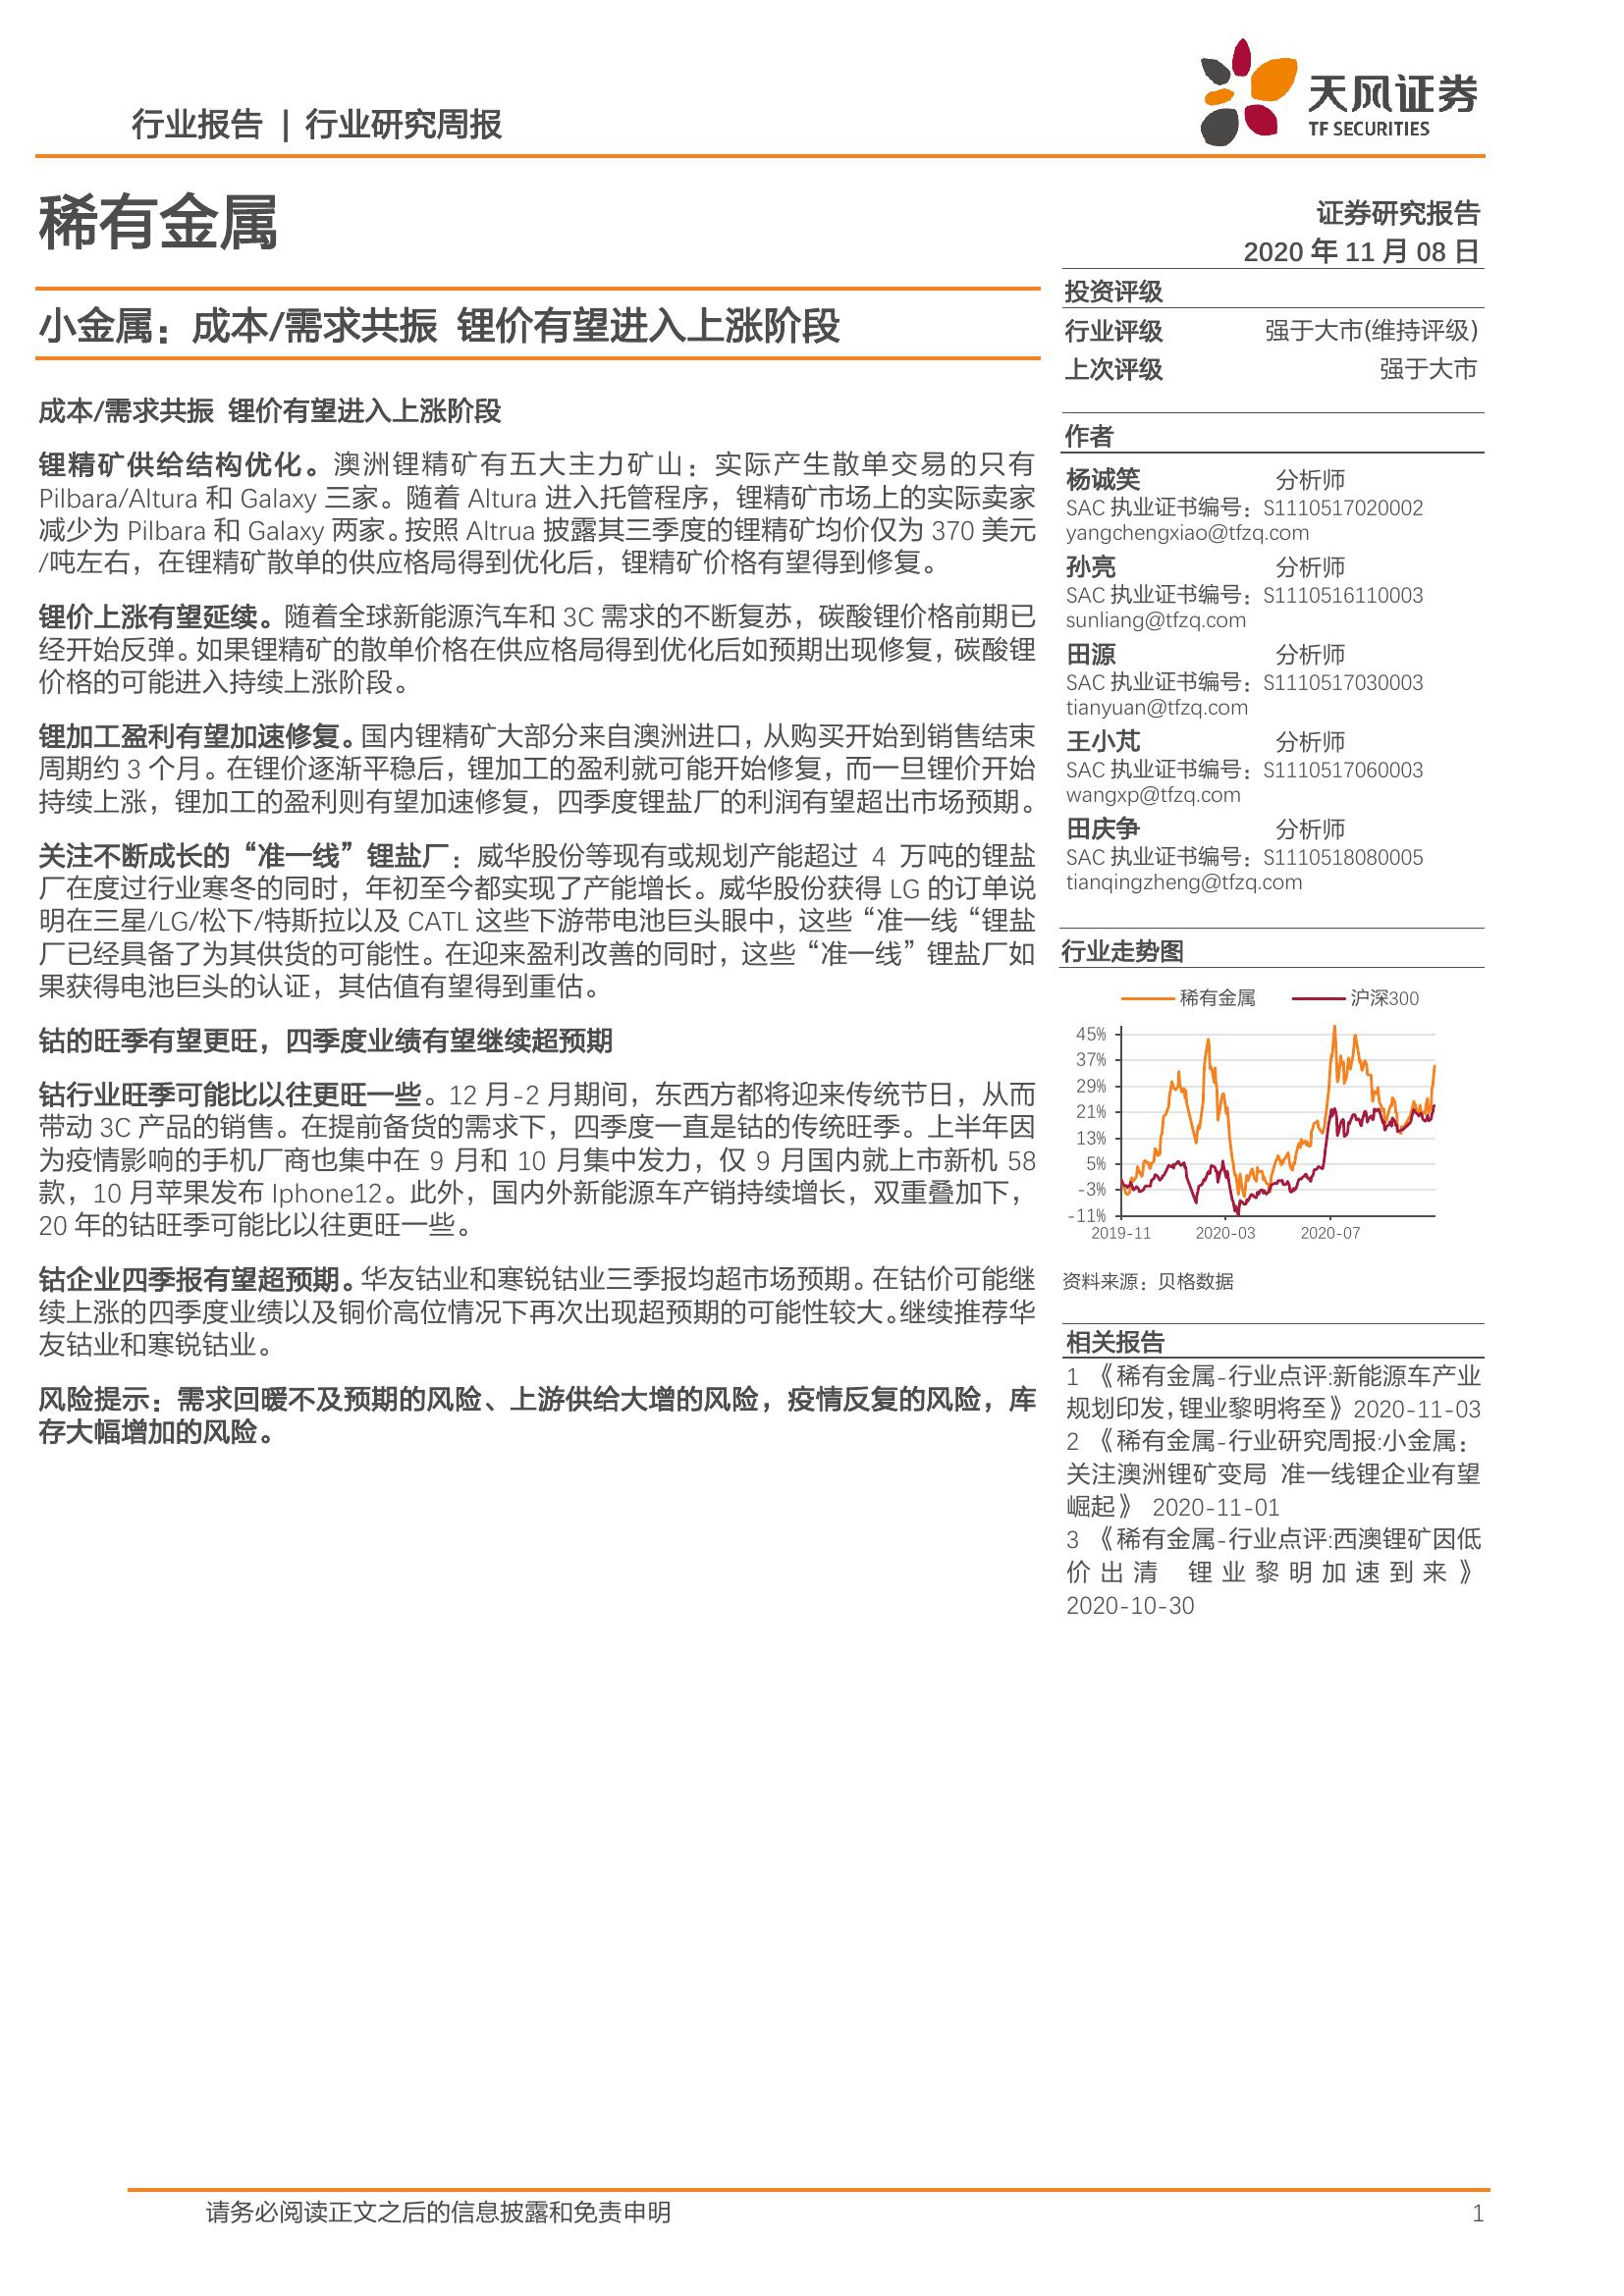 行业报告 | 行业研究周报
天风证券
TF SECURITIES
稀有金属
证券研究报告
2020 年 11 月 08 日
小金属：成本/需求共振 锂价有望进入上涨阶段
成本/需求共振 锂价有望进入上涨阶段
锂精矿供给结构优化。澳洲锂精矿有五大主力矿山：实际产生散单交易的只有
Pilbara/Altura 和 Galaxy 三家。随着 Altura 进入托管程序，锂精矿市场上的实际卖家
减少为 Pilbara 和 Galaxy 两家。按照 Altrua 披露其三季度的锂精矿均价仅为 370 美元
/吨左右，在锂精矿散单的供应格局得到优化后，锂精矿价格有望得到修复。
锂价上涨有望延续。随着全球新能源汽车和 3C 需求的不断复苏，碳酸锂价格前期已
经开始反弹。如果锂精矿的散单价格在供应格局得到优化后如预期出现修复，碳酸锂
价格的可能进入持续上涨阶段。
锂加工盈利有望加速修复。国内锂精矿大部分来自澳洲进口，从购买开始到销售结束
周期约 3 个月。在锂价逐渐平稳后，锂加工的盈利就可能开始修复，而一旦锂价开始
持续上涨，锂加工的盈利则有望加速修复，四季度锂盐厂的利润有望超出市场预期。
关注不断成长的“准一线”锂盐厂：威华股份等现有或规划产能超过 4 万吨的锂盐
厂在度过行业寒冬的同时，年初至今都实现了产能增长。威华股份获得 LG 的订单说
明在三星/LG/松下/特斯拉以及 CATL 这些下游带电池巨头眼中，这些“准一线“锂盐
厂已经具备了为其供货的可能性。在迎来盈利改善的同时，这些“准一线”锂盐厂如
果获得电池巨头的认证，其估值有望得到重估。
钴的旺季有望更旺，四季度业绩有望继续超预期
钴行业旺季可能比以往更旺一些。12 月-2 月期间，东西方都将迎来传统节日，从而
带动 3C 产品的销售。在提前备货的需求下，四季度一直是钴的传统旺季。上半年因
为疫情影响的手机厂商也集中在 9 月和 10 月集中发力，仅 9 月国内就上市新机 58
款，10 月苹果发布 Iphone12。此外，国内外新能源车产销持续增长，双重叠加下，
20 年的钴旺季可能比以往更旺一些。
钴企业四季报有望超预期。华友钴业和寒锐钴业三季报均超市场预期。在钴价可能继
续上涨的四季度业绩以及铜价高位情况下再次出现超预期的可能性较大。继续推荐华
友钴业和寒锐钴业。
风险提示：需求回暖不及预期的风险、上游供给大增的风险，疫情反复的风险，库
存大幅增加的风险。
投资评级
行业评级 强于大市(维持评级)
上次评级 强于大市
作者
杨诚笑 分析师
SAC 执业证书编号：S1110517020002
yangchengxiao@tfzq.com
孙亮 分析师
SAC 执业证书编号：S1110516110003
sunliang@tfzq.com
田源 分析师
SAC 执业证书编号：S1110517030003
tianyuan@tfzq.com
王小芃 分析师
SAC 执业证书编号：S1110517060003
wangxp@tfzq.com
田庆争 分析师
SAC 执业证书编号：S1110518080005
tianqingzheng@tfzq.com
行业走势图
稀有金属 沪深300
45%
37%
29%
21%
13%
5%
-3%
-11%
2019-11 2020-03 2020-07
资料来源：贝格数据
相关报告
1 《稀有金属-行业点评:新能源车产业
规划印发，锂业黎明将至》2020-11-03
2 《稀有金属-行业研究周报:小金属：
关注澳洲锂矿变局 准一线锂企业有望
崛起》 2020-11-01
3 《稀有金属-行业点评:西澳锂矿因低
价出清 锂业黎明加速到来》
2020-10-30
请务必阅读正文之后的信息披露和免责申明 1